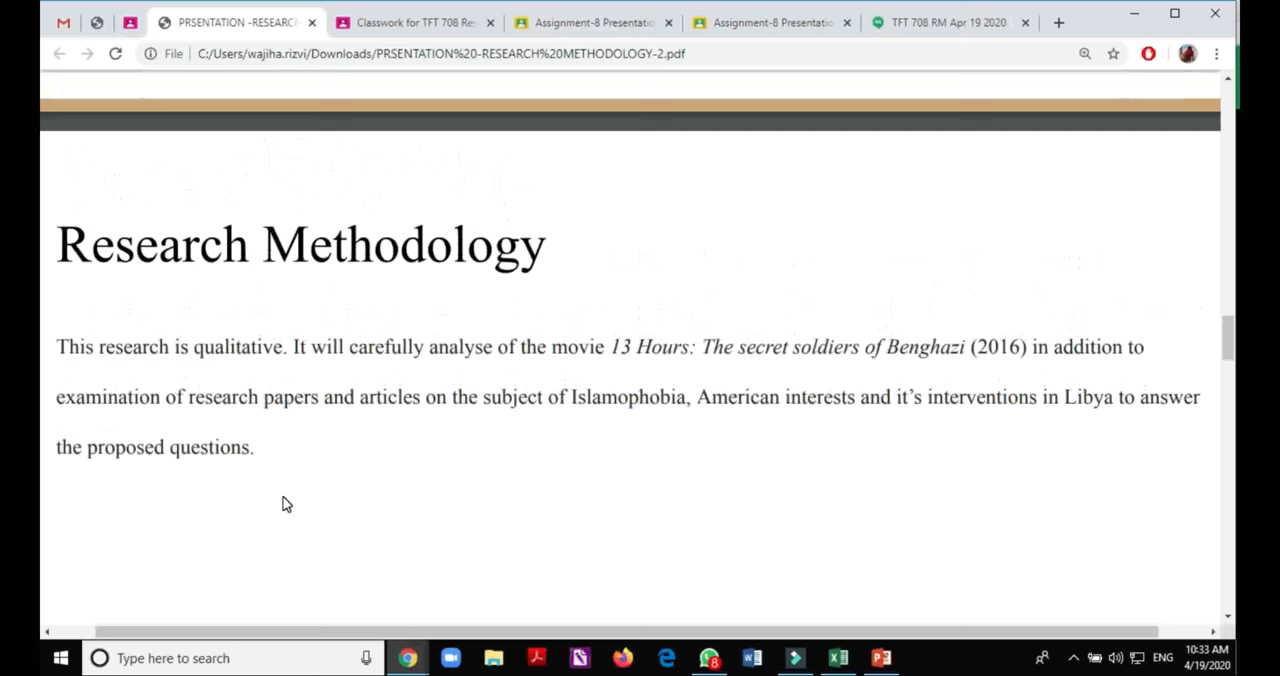 PRSENTATION -RESEARC
Classwork for TFT 708 Re
Assignment-8 Presentati
Assignment-8 Presentati
TFT 708 RM Apr 19 2020
File
C:/Users/wajiha.rizvi/Downloads/PRSENTATION%20-RESEARCH%20METHODOLOGY-2.pdf
Research Methodology
This research is qualitative. It will carefully analyse of the movie 13 Hours: The secret soldiers of Benghazi (2016) in addition to
examination of research papers and articles on the subject of Islamophobia, American interests and it's interventions in Libya to answer
the proposed questions.
Type here to search
8
ENG
10:33 AM
4/19/2020